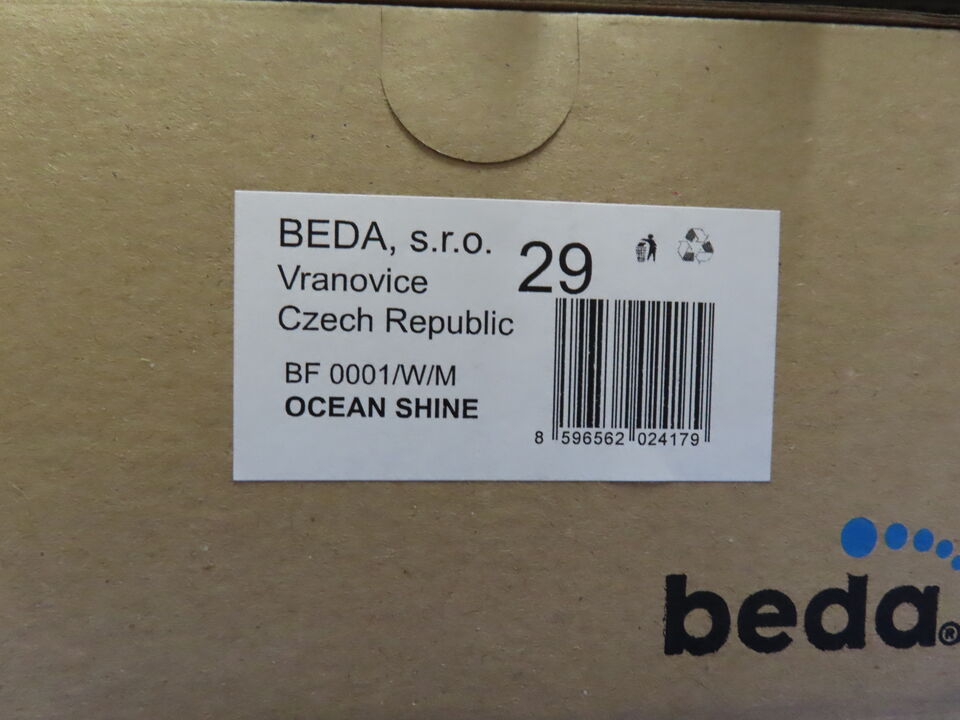 BEDA, s.r.o.
Vranovice
Czech Republic
29
BF 0001/W/M
OCEAN SHINE
8 596562 024179
beda®